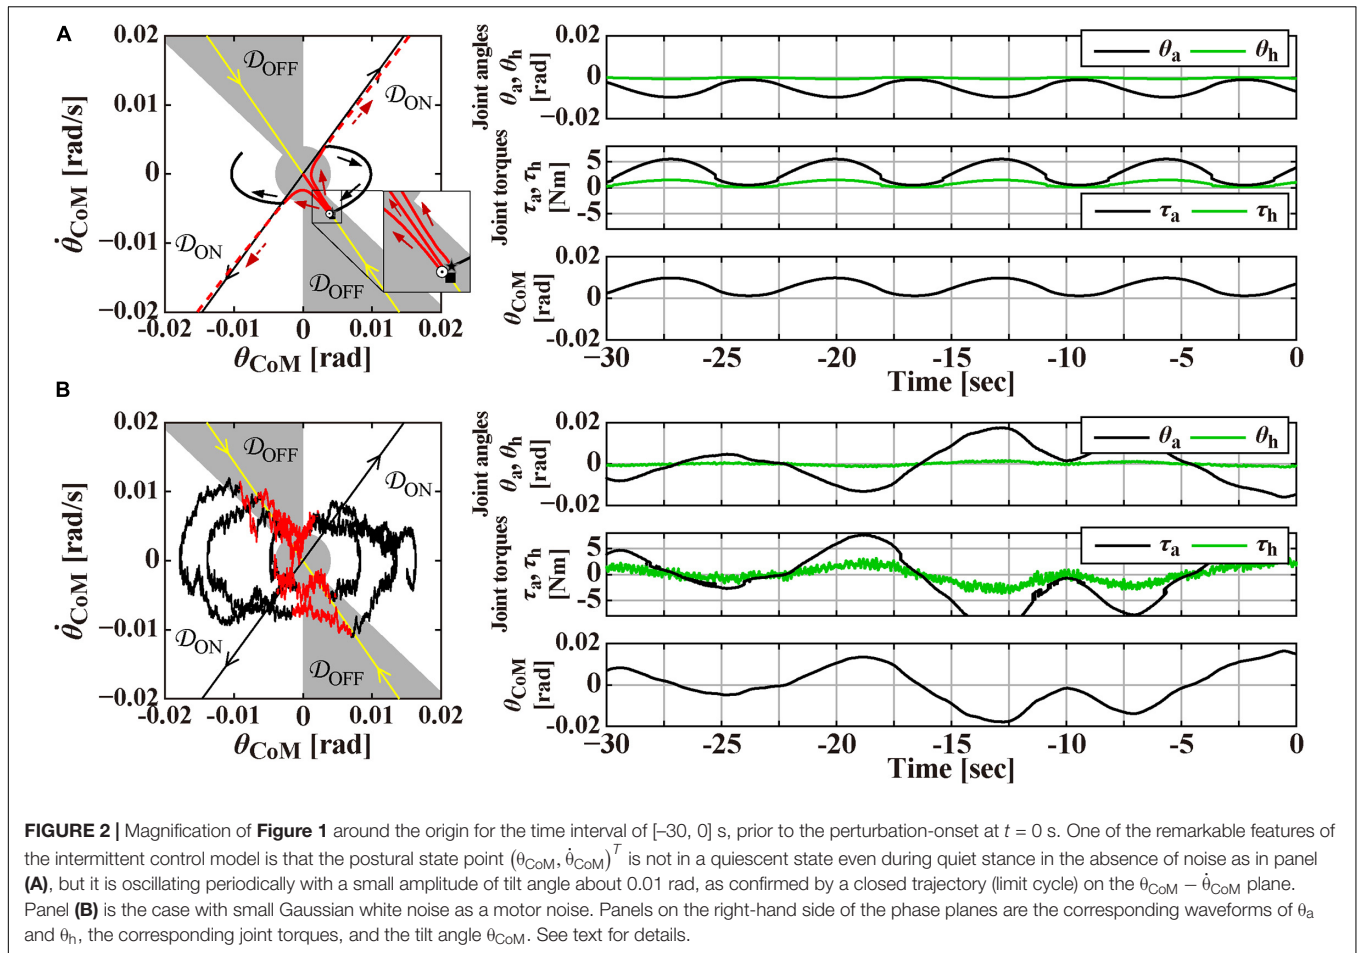 A
0.02
0.01
0
-0.01
-0.02
θ̇CoM [rad/s]
𝒟OFF
𝒟ON
𝒟ON
𝒟OFF
-0.02 -0.01 0 0.01 0.02
θCoM [rad]
Joint angles
θa, θh
[rad]
0.02
0
-0.02
θa θh
Joint torques
τa, τh
[Nm]
5
0
-5
τa τh
θCoM
[rad]
0.02
0
-0.02
-30 -25 -20 -15 -10 -5 0
Time [sec]
B
0.02
0.01
0
-0.01
-0.02
θ̇CoM [rad/s]
𝒟OFF
𝒟ON
𝒟ON
𝒟OFF
-0.02 -0.01 0 0.01 0.02
θCoM [rad]
Joint angles
θa, θh
[rad]
0.02
0
-0.02
θa θh
Joint torques
τa, τh
[Nm]
5
0
-5
τa τh
θCoM
[rad]
0.02
0
-0.02
-30 -25 -20 -15 -10 -5 0
Time [sec]
FIGURE 2 | Magnification of Figure 1 around the origin for the time interval of [–30, 0] s, prior to the perturbation-onset at t = 0 s. One of the remarkable features of
the intermittent control model is that the postural state point (θCoM, θ̇CoM)ᵀ is not in a quiescent state even during quiet stance in the absence of noise as in panel
(A), but it is oscillating periodically with a small amplitude of tilt angle about 0.01 rad, as confirmed by a closed trajectory (limit cycle) on the θCoM − θ̇CoM plane.
Panel (B) is the case with small Gaussian white noise as a motor noise. Panels on the right-hand side of the phase planes are the corresponding waveforms of θa
and θh, the corresponding joint torques, and the tilt angle θCoM. See text for details.